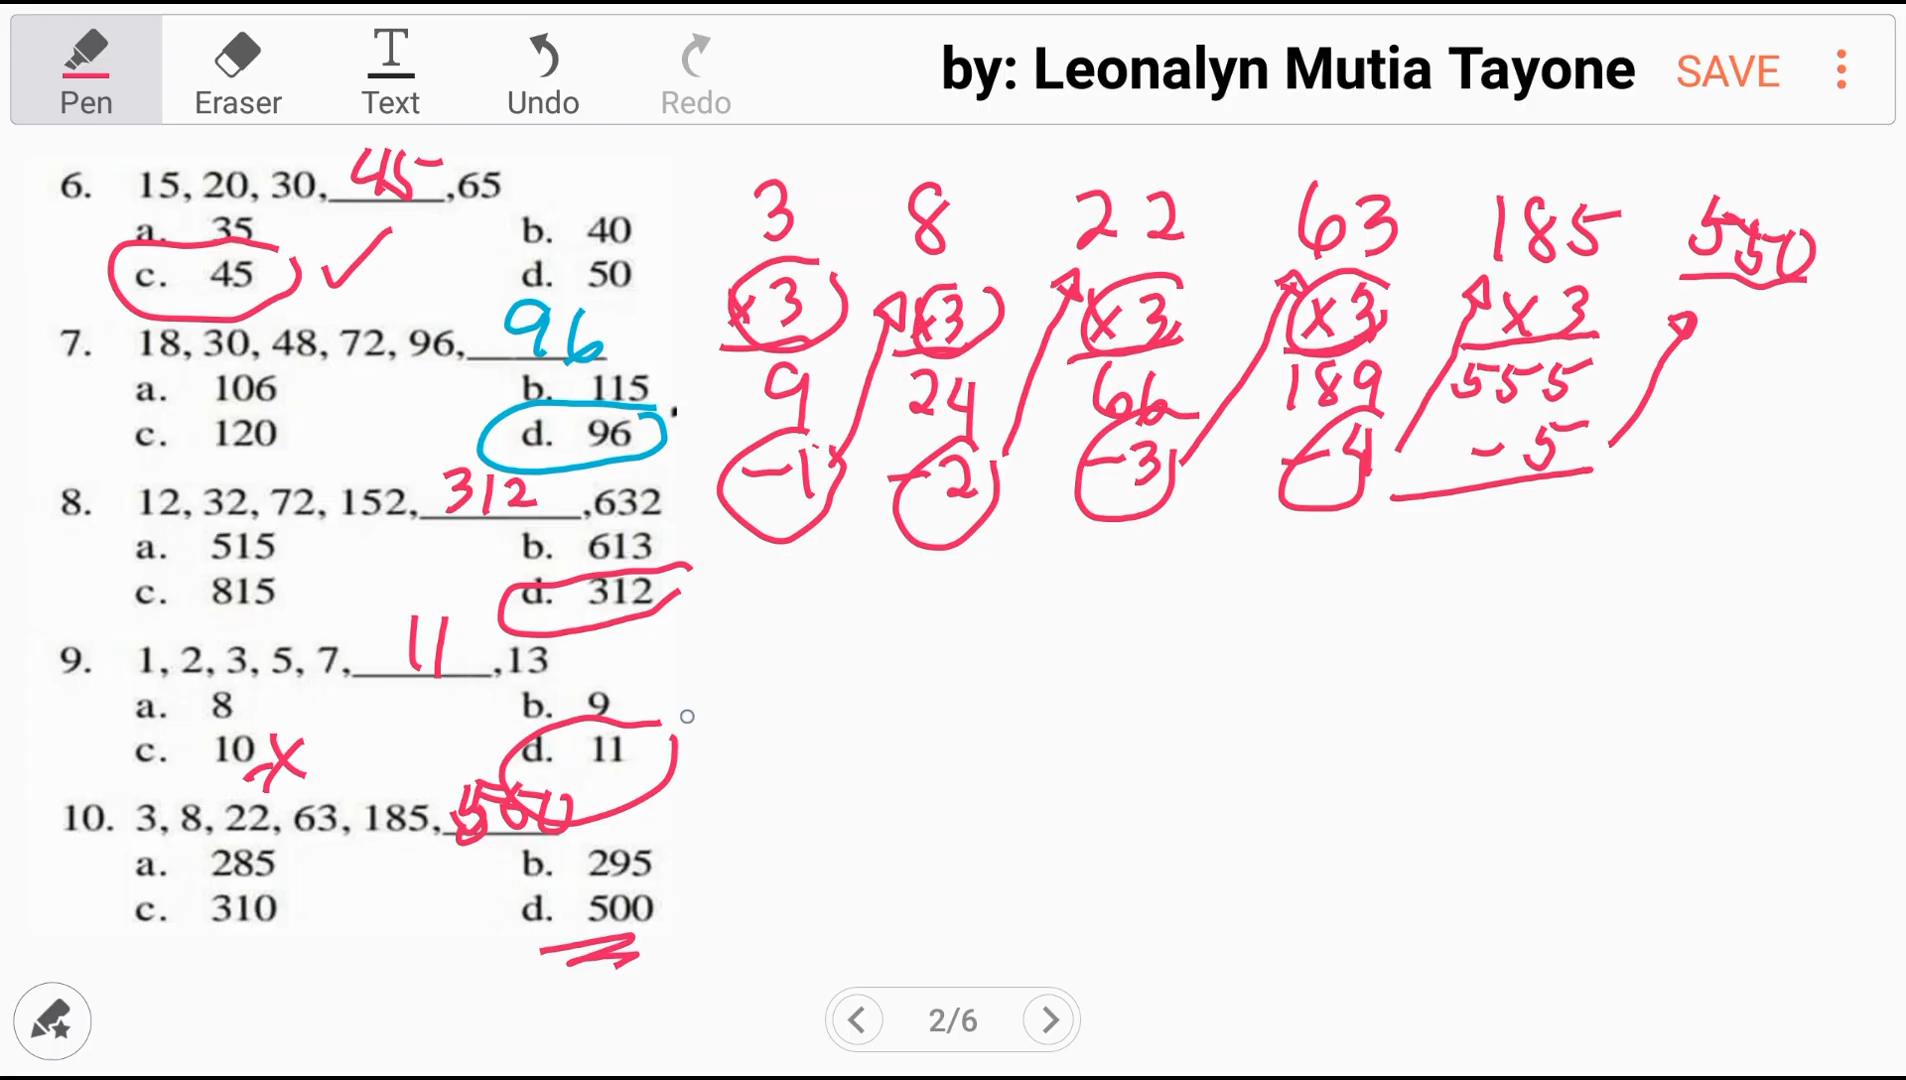 Pen Eraser Text Undo Redo by: Leonalyn Mutia Tayone SAVE
6. 15, 20, 30, 45 ,65
a. 35 b. 40
c. 45 d. 50
7. 18, 30, 48, 72, 96, 96
a. 106 b. 115
c. 120 d. 96
8. 12, 32, 72, 152, 312 ,632
a. 515 b. 613
c. 815 d. 312
9. 1, 2, 3, 5, 7, 11 ,13
a. 8 b. 9
c. 10 x d. 11
10. 3, 8, 22, 63, 185, 550
a. 285 b. 295
c. 310 d. 500
3 8 22 63 185 550
x 3 x3 x 3 x 3 x 3
9 24 66 189 555
-1 -2 -3 -4 -5
2/6